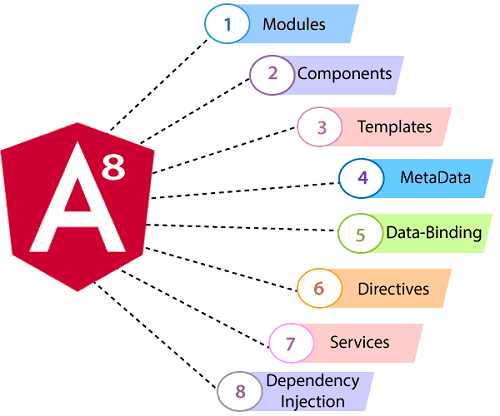 A8
1 Modules
2 Components
3 Templates
4 MetaData
5 Data-Binding
6 Directives
7 Services
8 Dependency
Injection